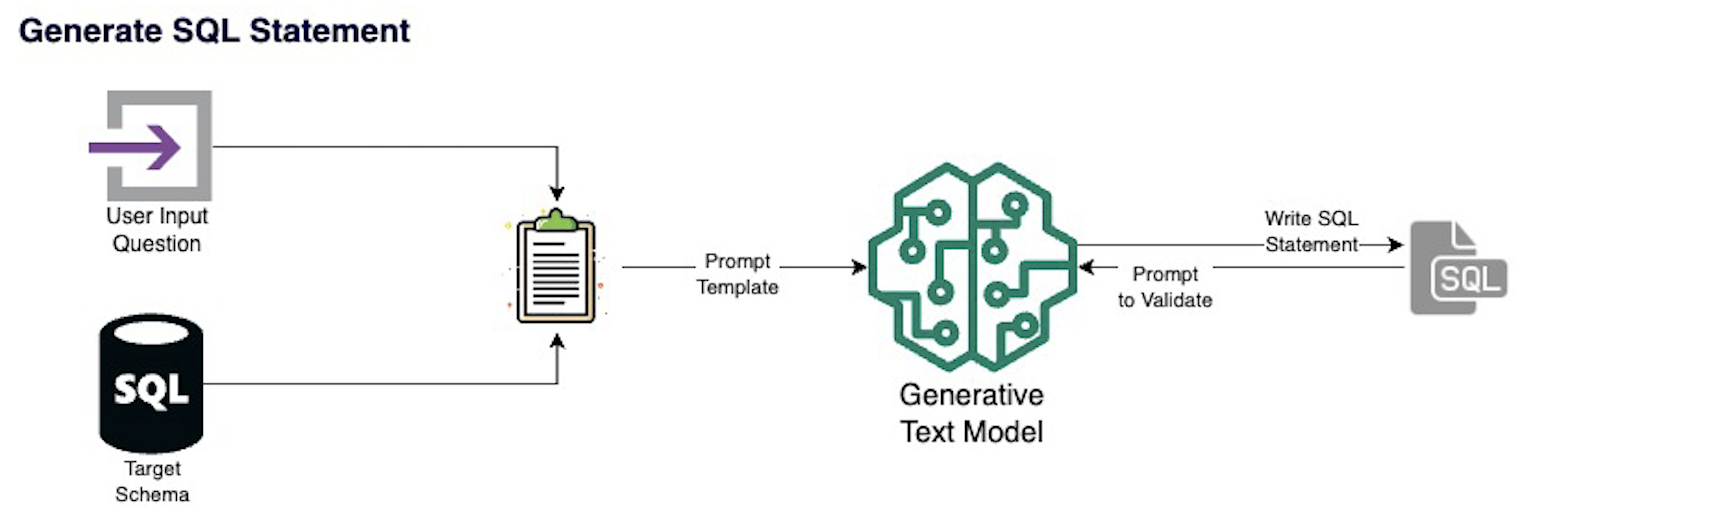 Generate SQL Statement
User Input
Question
SQL
Target
Schema
Prompt
Template
Generative
Text Model
Write SQL
Statement
Prompt
to Validate
SQL